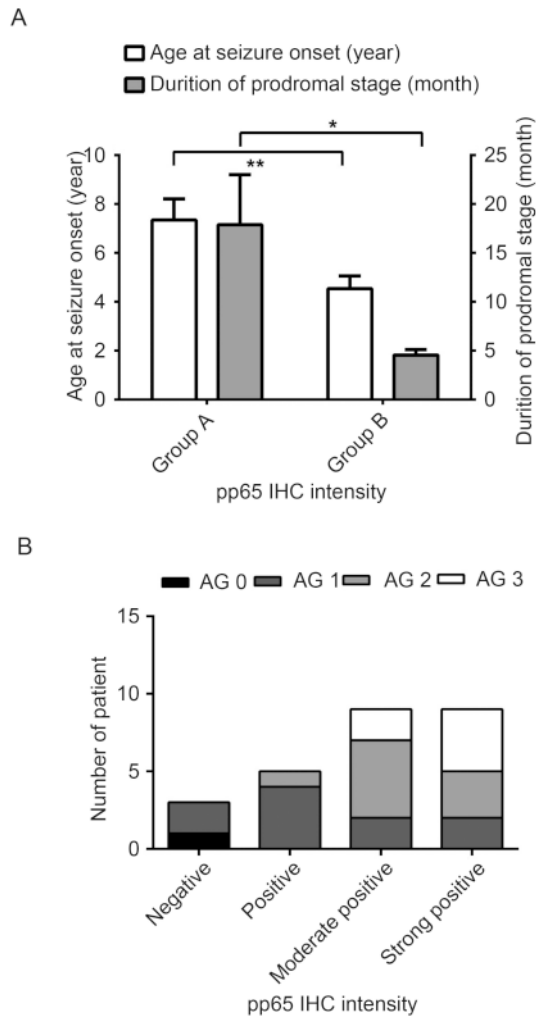 A
Age at seizure onset (year)
Durition of prodromal stage (month)
*
**
10
8
6
4
2
0
Age at seizure onset (year)
25
20
15
10
5
0
Durition of prodromal stage (month)
Group A
Group B
pp65 IHC intensity
B
AG 0 AG 1 AG 2 AG 3
15
10
5
0
Number of patient
Negative
Positive
Moderate positive
Strong positive
pp65 IHC intensity